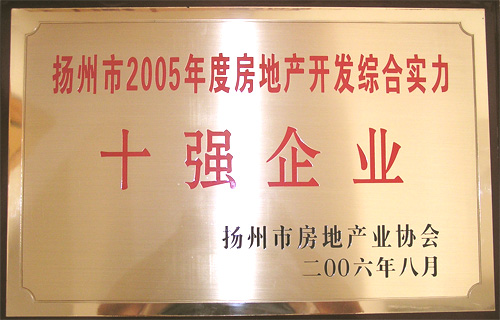 扬州市2005年度房地产开发综合实力
十强企业
扬州市房地产业协会
二00六年八月